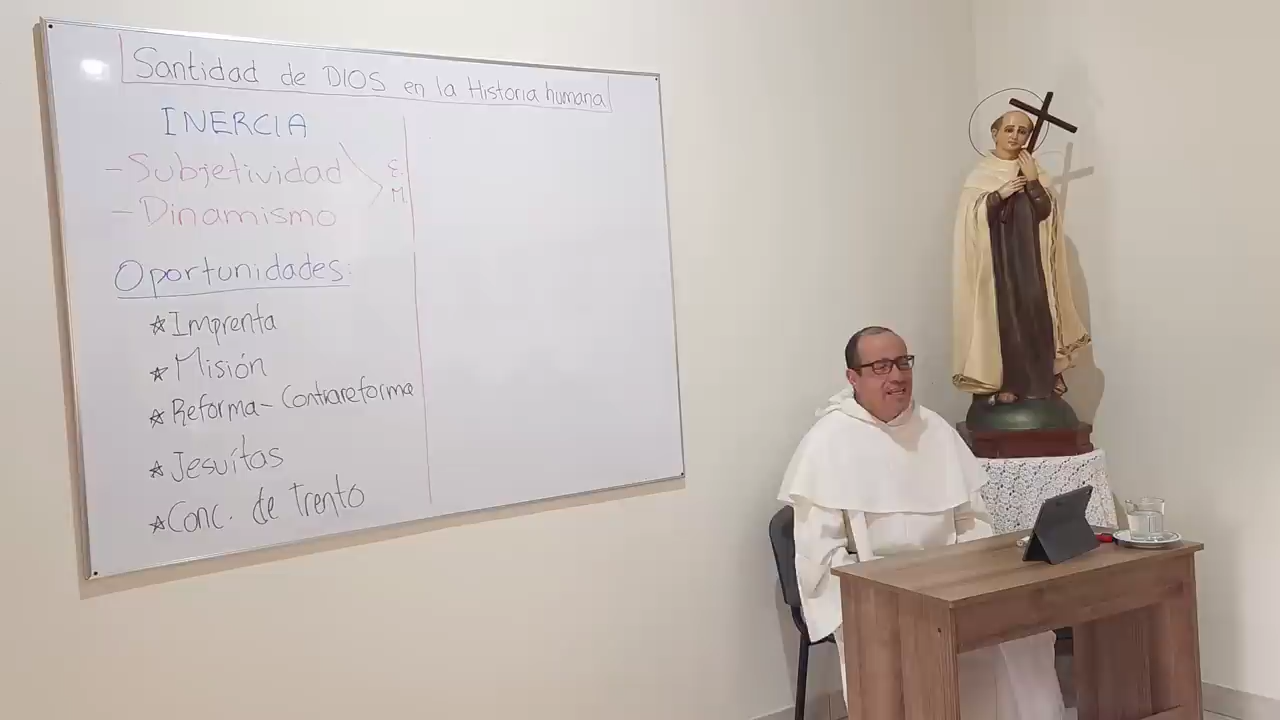 Santidad de DIOS en la Historia humana
INERCIA
- Subjetividad
- Dinamismo
E.
M.
Oportunidades:
☆ Imprenta
☆ Misión
☆ Reforma - Contrareforma
☆ Jesuítas
☆ Conc. de Trento